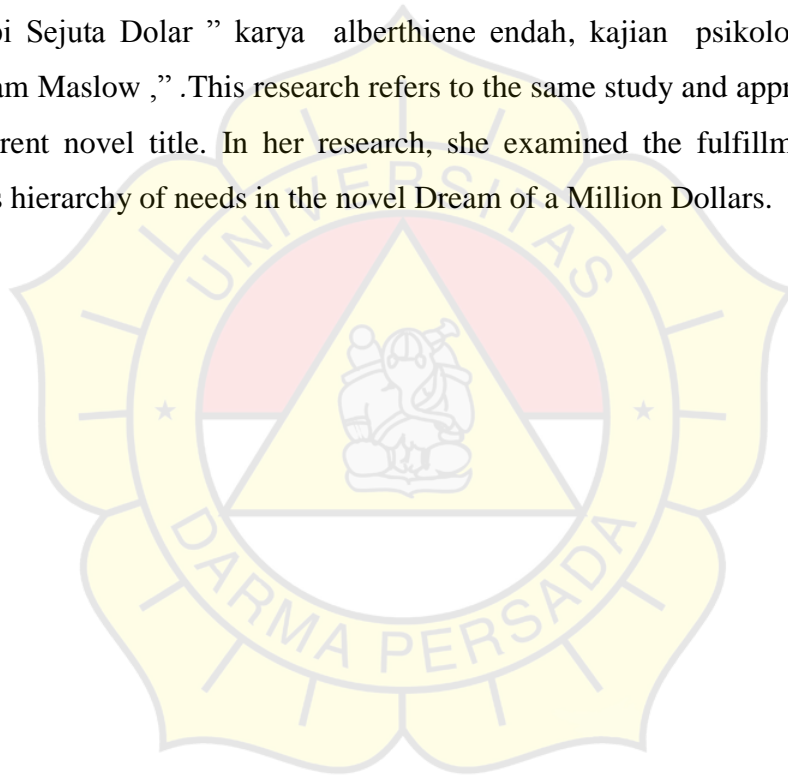 pi Sejuta Dolar ” karya alberthiene endah, kajian psikolo
am Maslow ,” .This research refers to the same study and appr
rent novel title. In her research, she examined the fulfillm
s hierarchy of needs in the novel Dream of a Million Dollars.
UNIVERSITAS
DARMA PERSADA